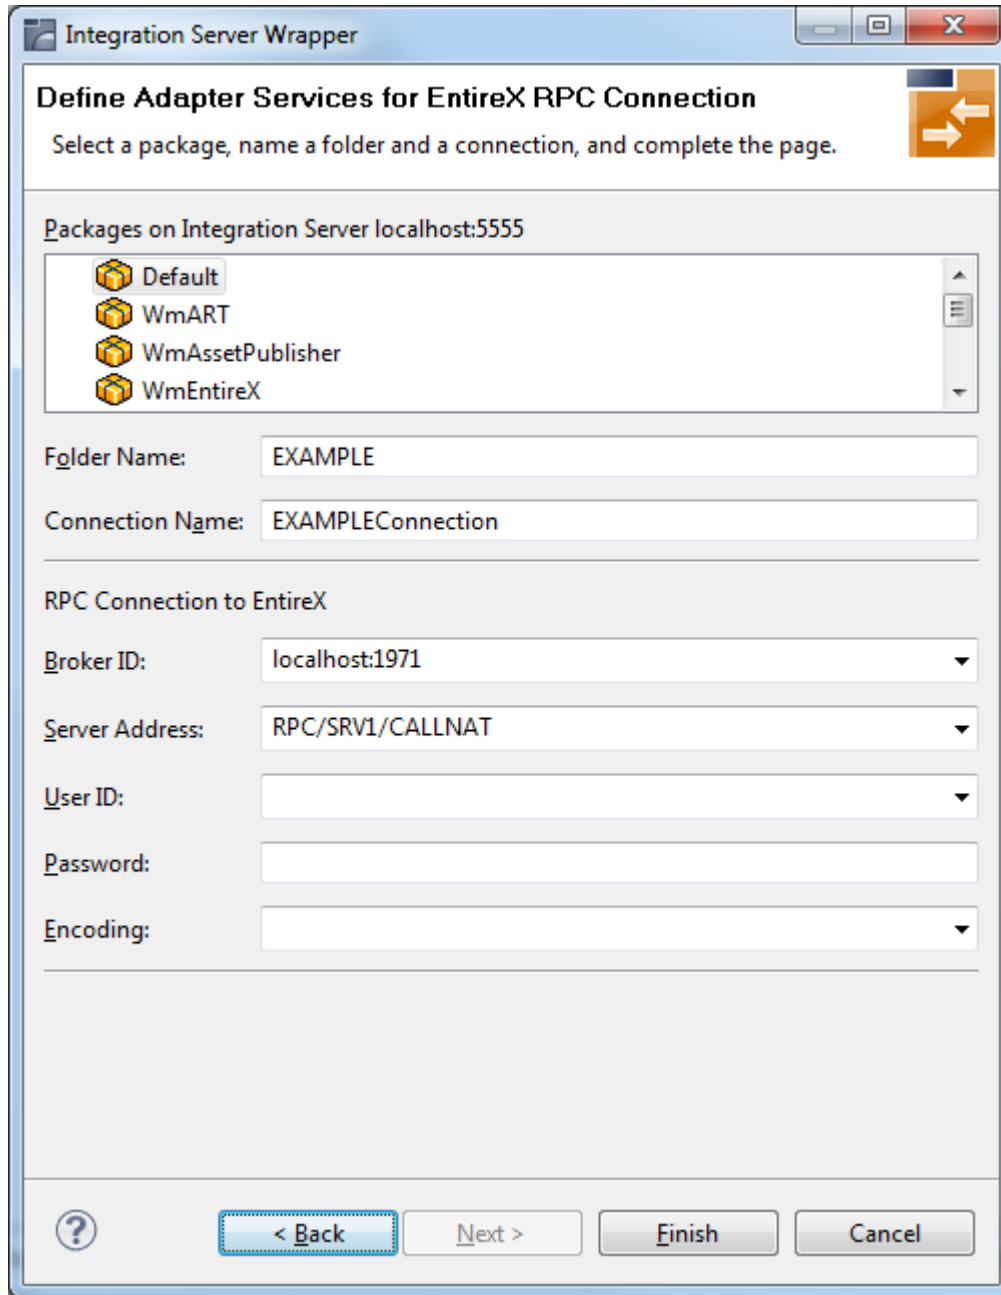 Integration Server Wrapper
Define Adapter Services for EntireX RPC Connection
Select a package, name a folder and a connection, and complete the page.
Packages on Integration Server localhost:5555
Default
WmART
WmAssetPublisher
WmEntireX
Folder Name: EXAMPLE
Connection Name: EXAMPLEConnection
RPC Connection to EntireX
Broker ID: localhost:1971
Server Address: RPC/SRV1/CALLNAT
User ID:
Password:
Encoding:
? < Back Next > Finish Cancel